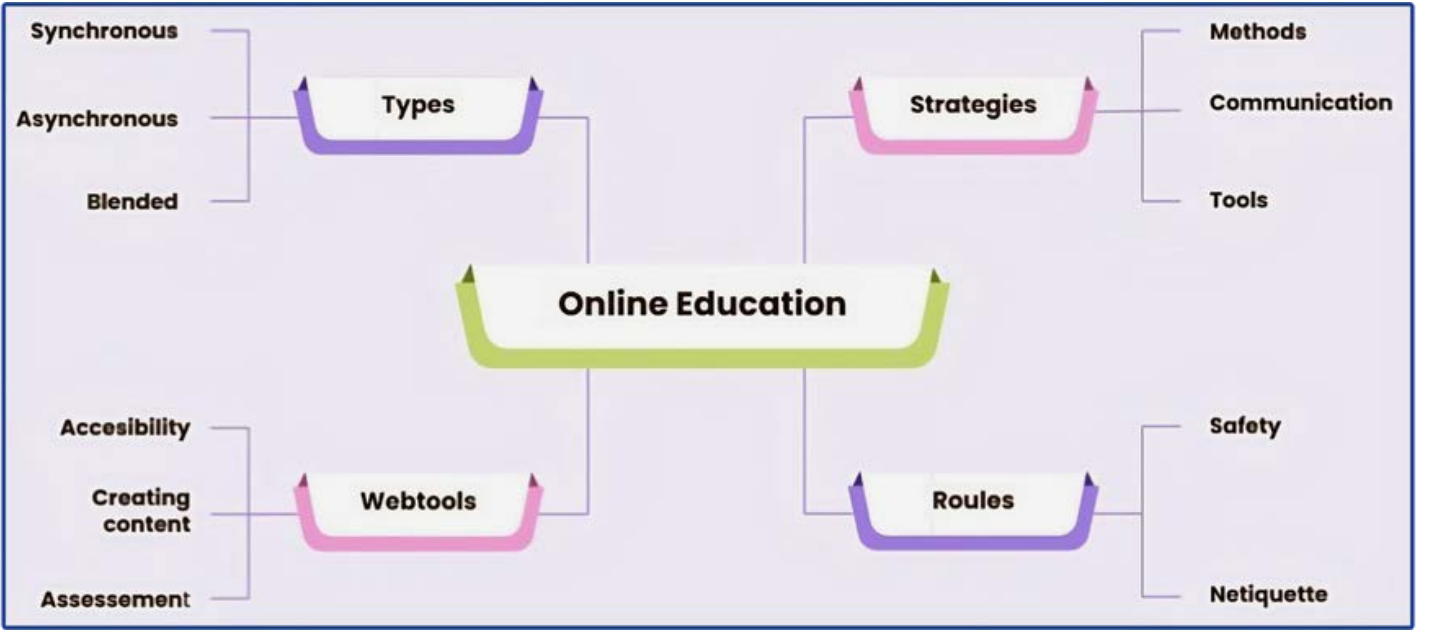 Synchronous
Asynchronous
Blended
Types
Strategies
Methods
Communication
Tools
Online Education
Accesibility
Creating
content
Assessement
Webtools
Roules
Safety
Netiquette